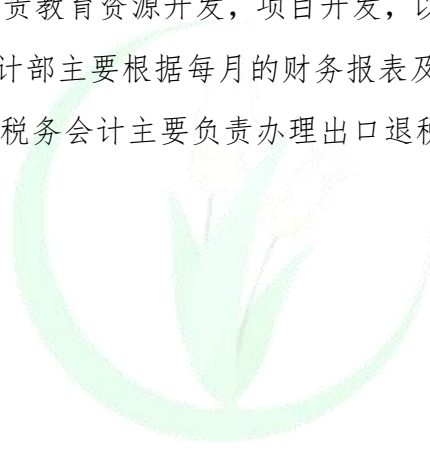 责教育资源开发，项目开发，以
计部主要根据每月的财务报表及
税务会计主要负责办理出口退税